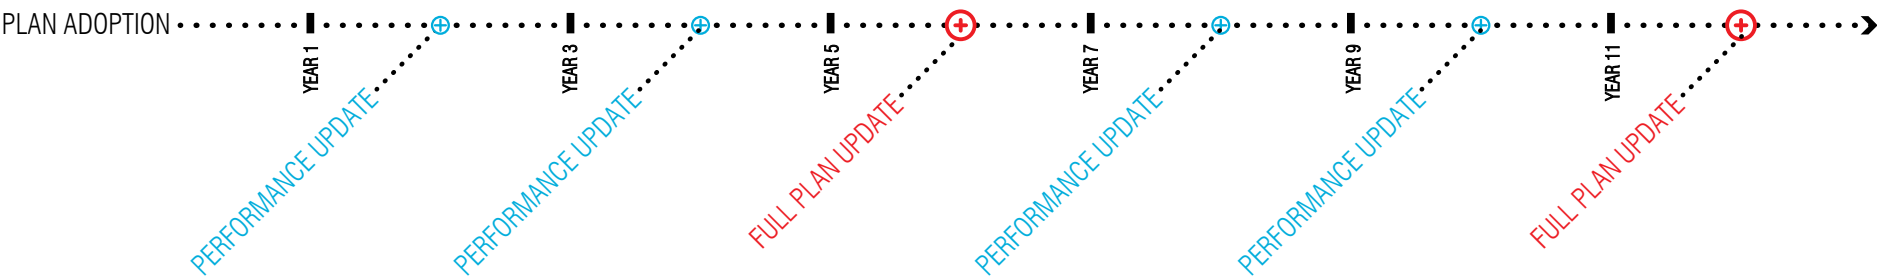 PLAN ADOPTION
YEAR 1
PERFORMANCE UPDATE
YEAR 3
PERFORMANCE UPDATE
YEAR 5
FULL PLAN UPDATE
YEAR 7
PERFORMANCE UPDATE
YEAR 9
PERFORMANCE UPDATE
YEAR 11
FULL PLAN UPDATE